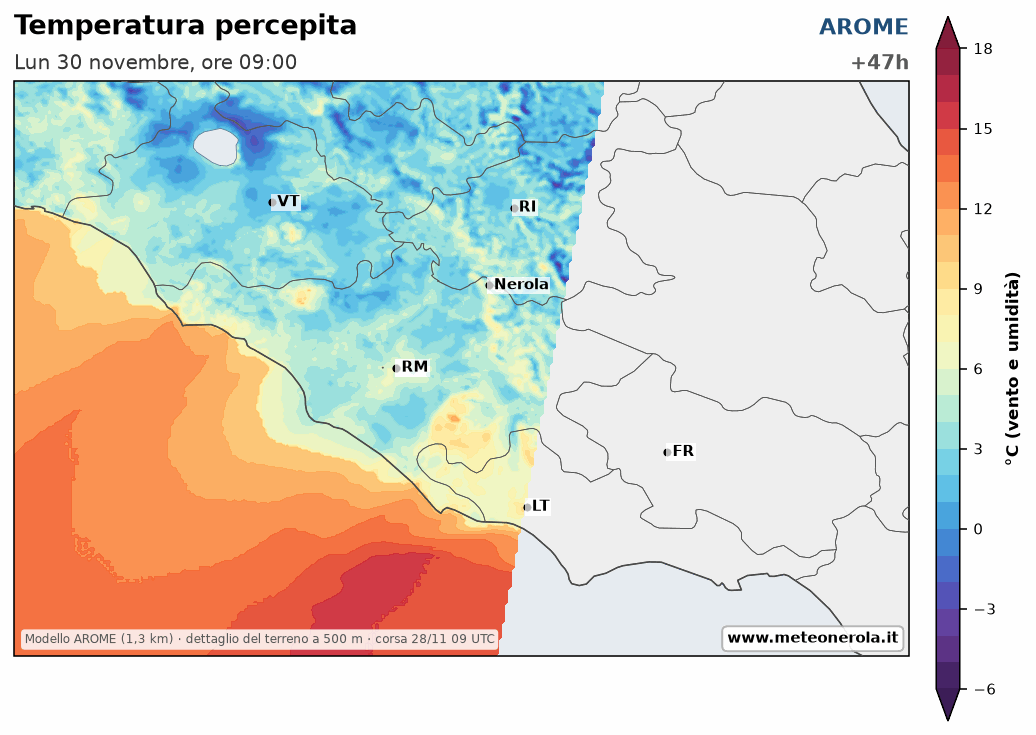 Temperatura percepita
AROME
Lun 30 novembre, ore 09:00
+47h
VT
RI
Nerola
RM
FR
LT
Modello AROME (1,3 km) · dettaglio del terreno a 500 m · corsa 28/11 09 UTC
www.meteonerola.it
18
15
12
9
6
3
0
−3
−6
°C (vento e umidità)